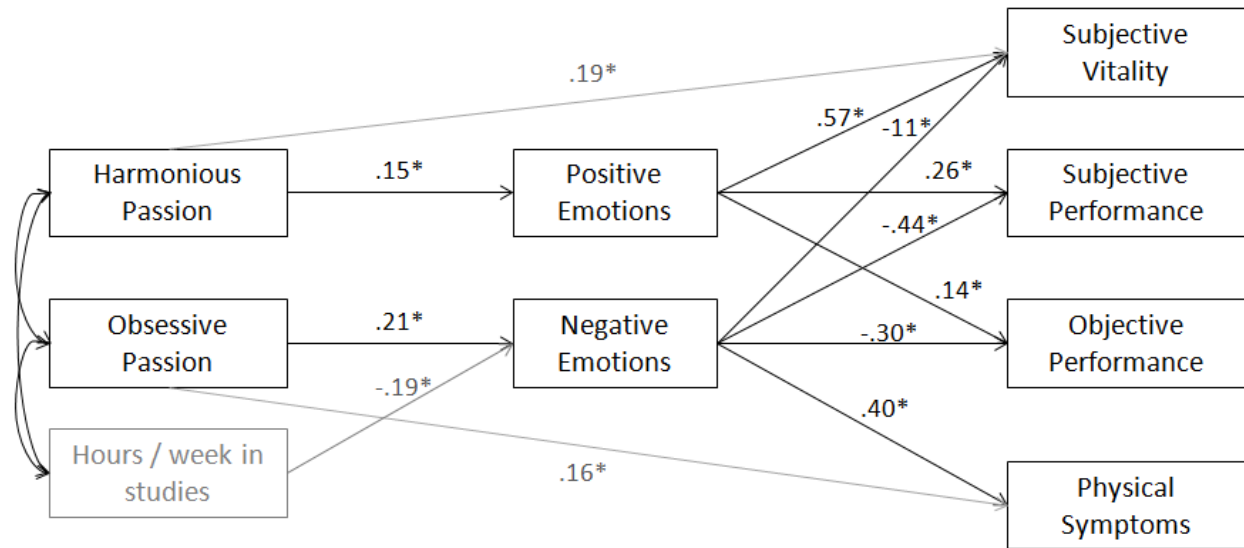 Subjective
Vitality
.19*
.57*
-11*
Harmonious
Passion
.15*
Positive
Emotions
.26*
Subjective
Performance
-.44*
Obsessive
Passion
.21*
Negative
Emotions
.14*
-.30*
Objective
Performance
-.19*
.40*
Hours / week in
studies
.16*
Physical
Symptoms